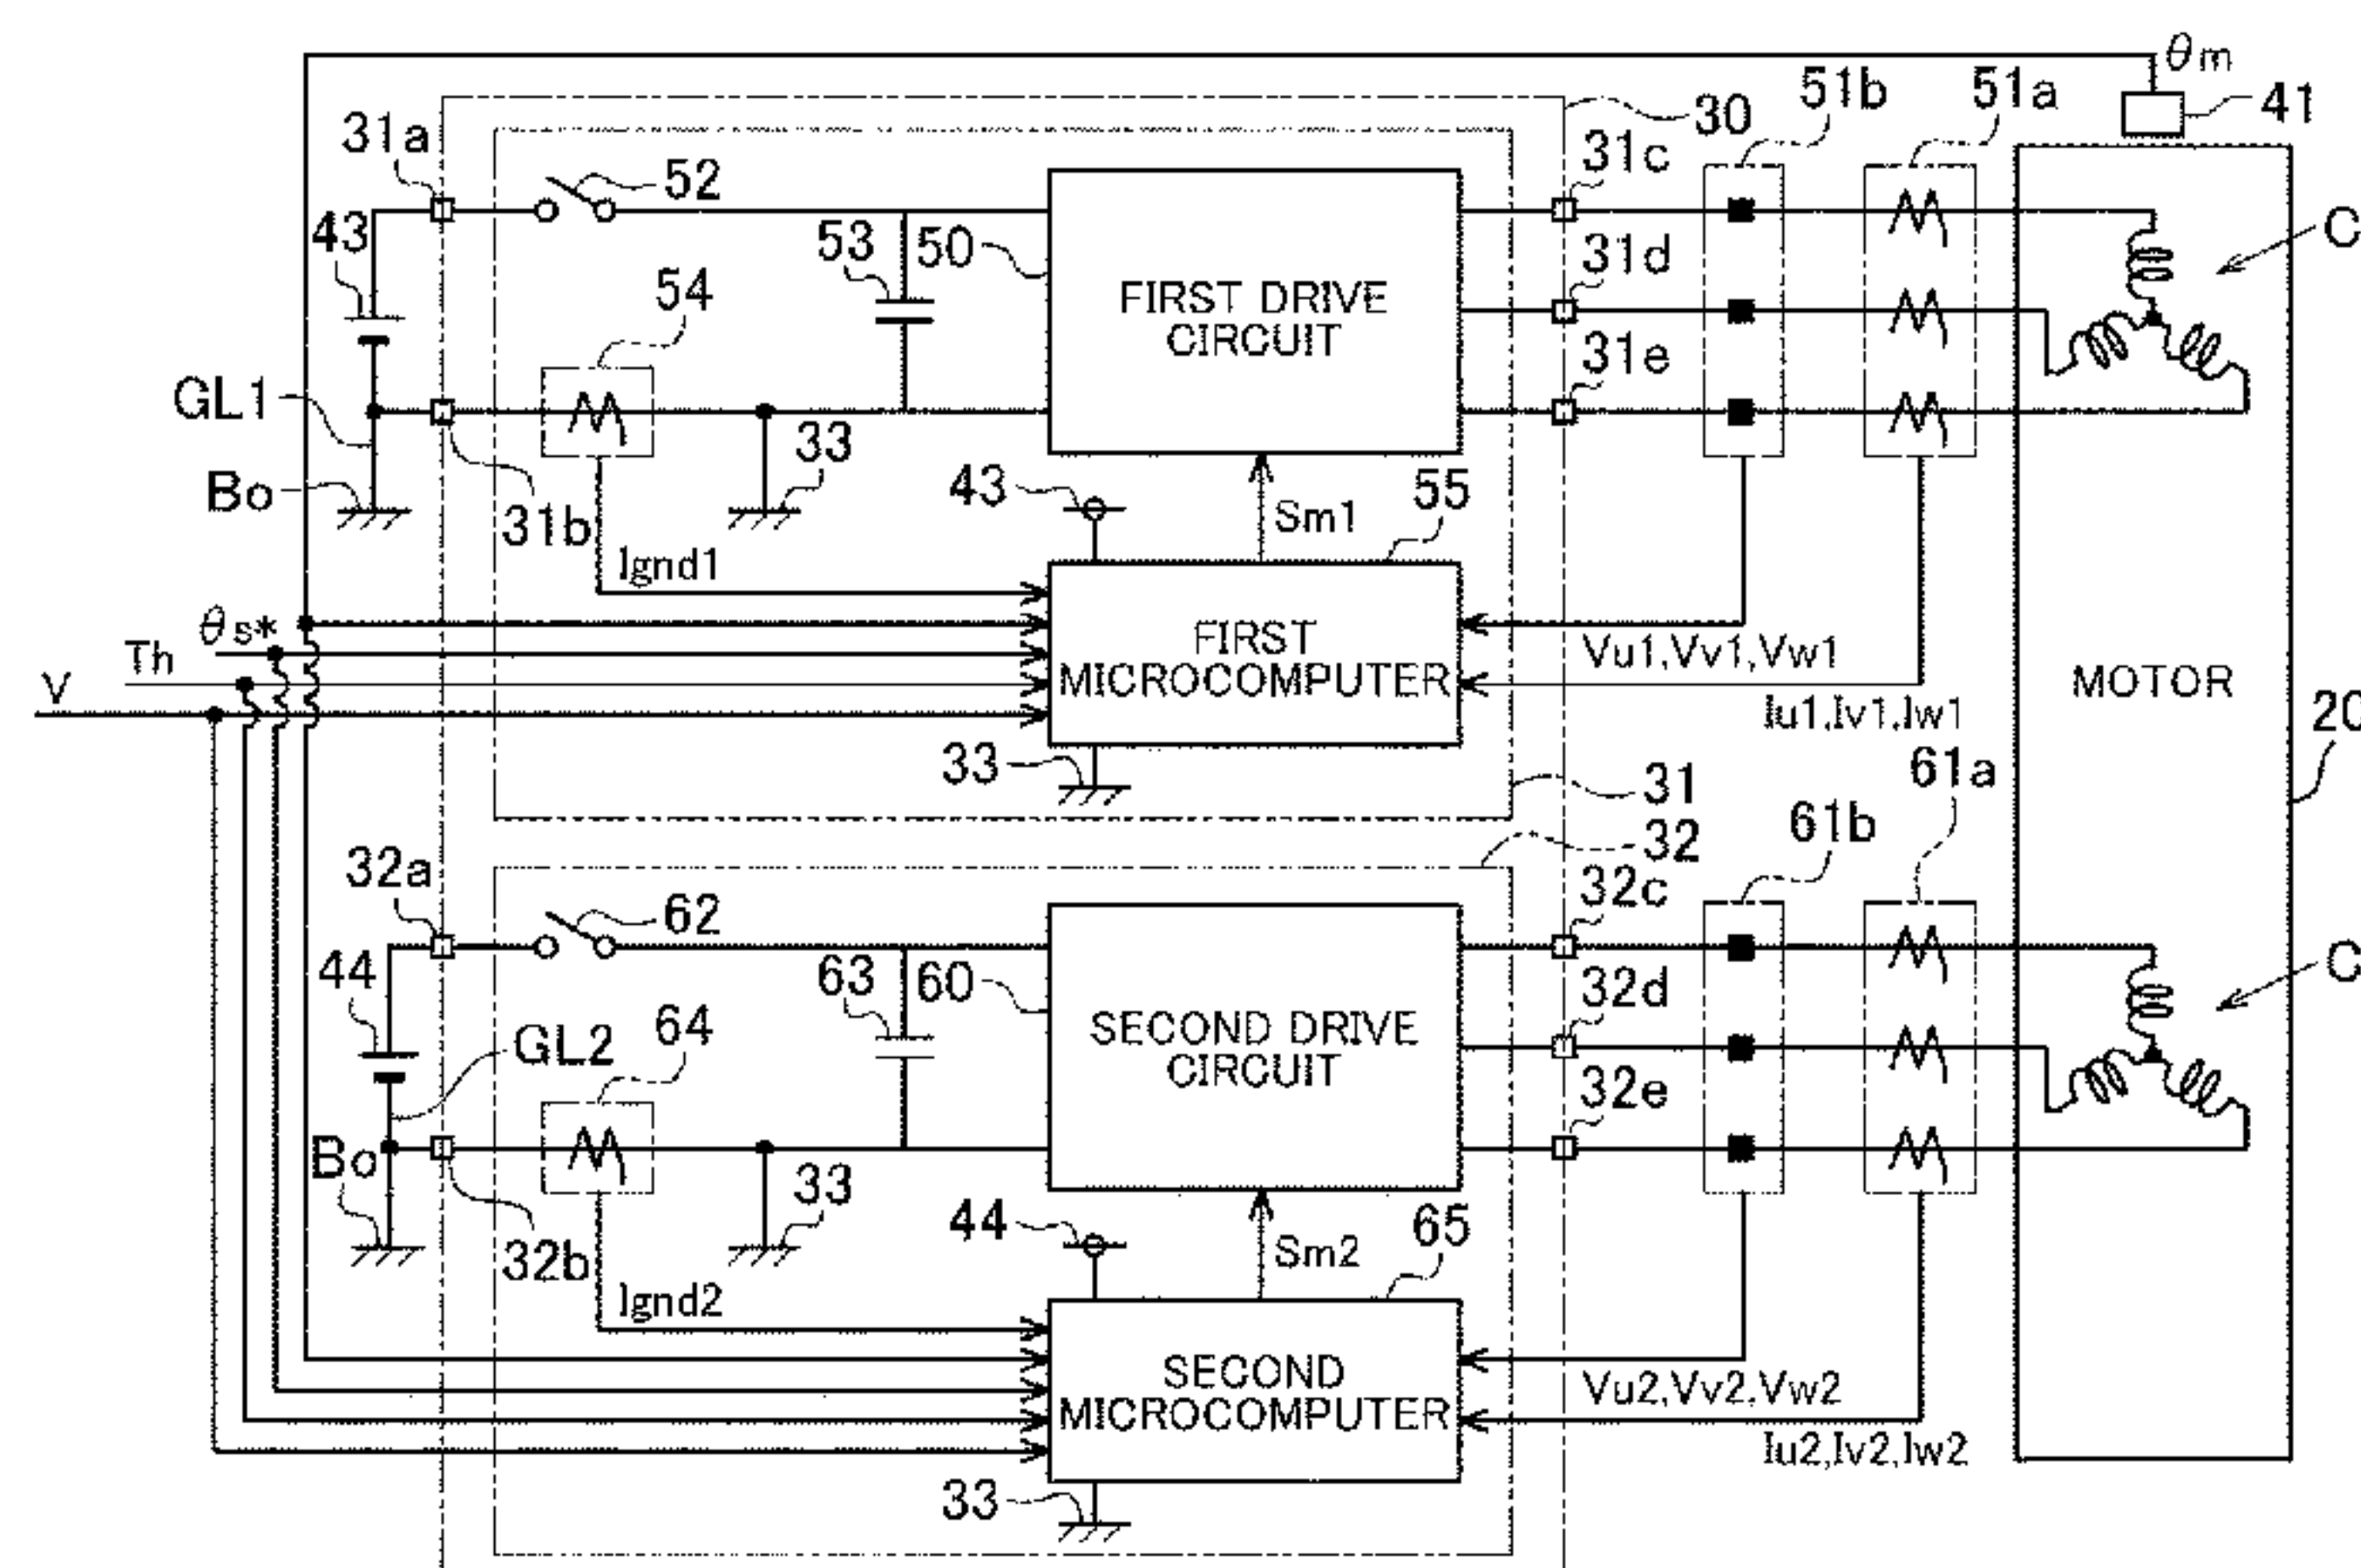 θm
41
30
51b
51a
31a
31c
52
C
43
53
50
31d
54
FIRST DRIVE
CIRCUIT
31e
GL1
33
Bo
43
55
31b
Sm1
Ignd1
θs*
FIRST
MICROCOMPUTER
Th
Vu1,Vv1,Vw1
V
MOTOR
Iu1,Iv1,Iw1
20
33
61a
31
61b
32
32a
32c
62
C
44
63
60
32d
64
GL2
SECOND DRIVE
CIRCUIT
32e
Bo
33
44
65
32b
Sm2
Ignd2
SECOND
MICROCOMPUTER
Vu2,Vv2,Vw2
Iu2,Iv2,Iw2
33